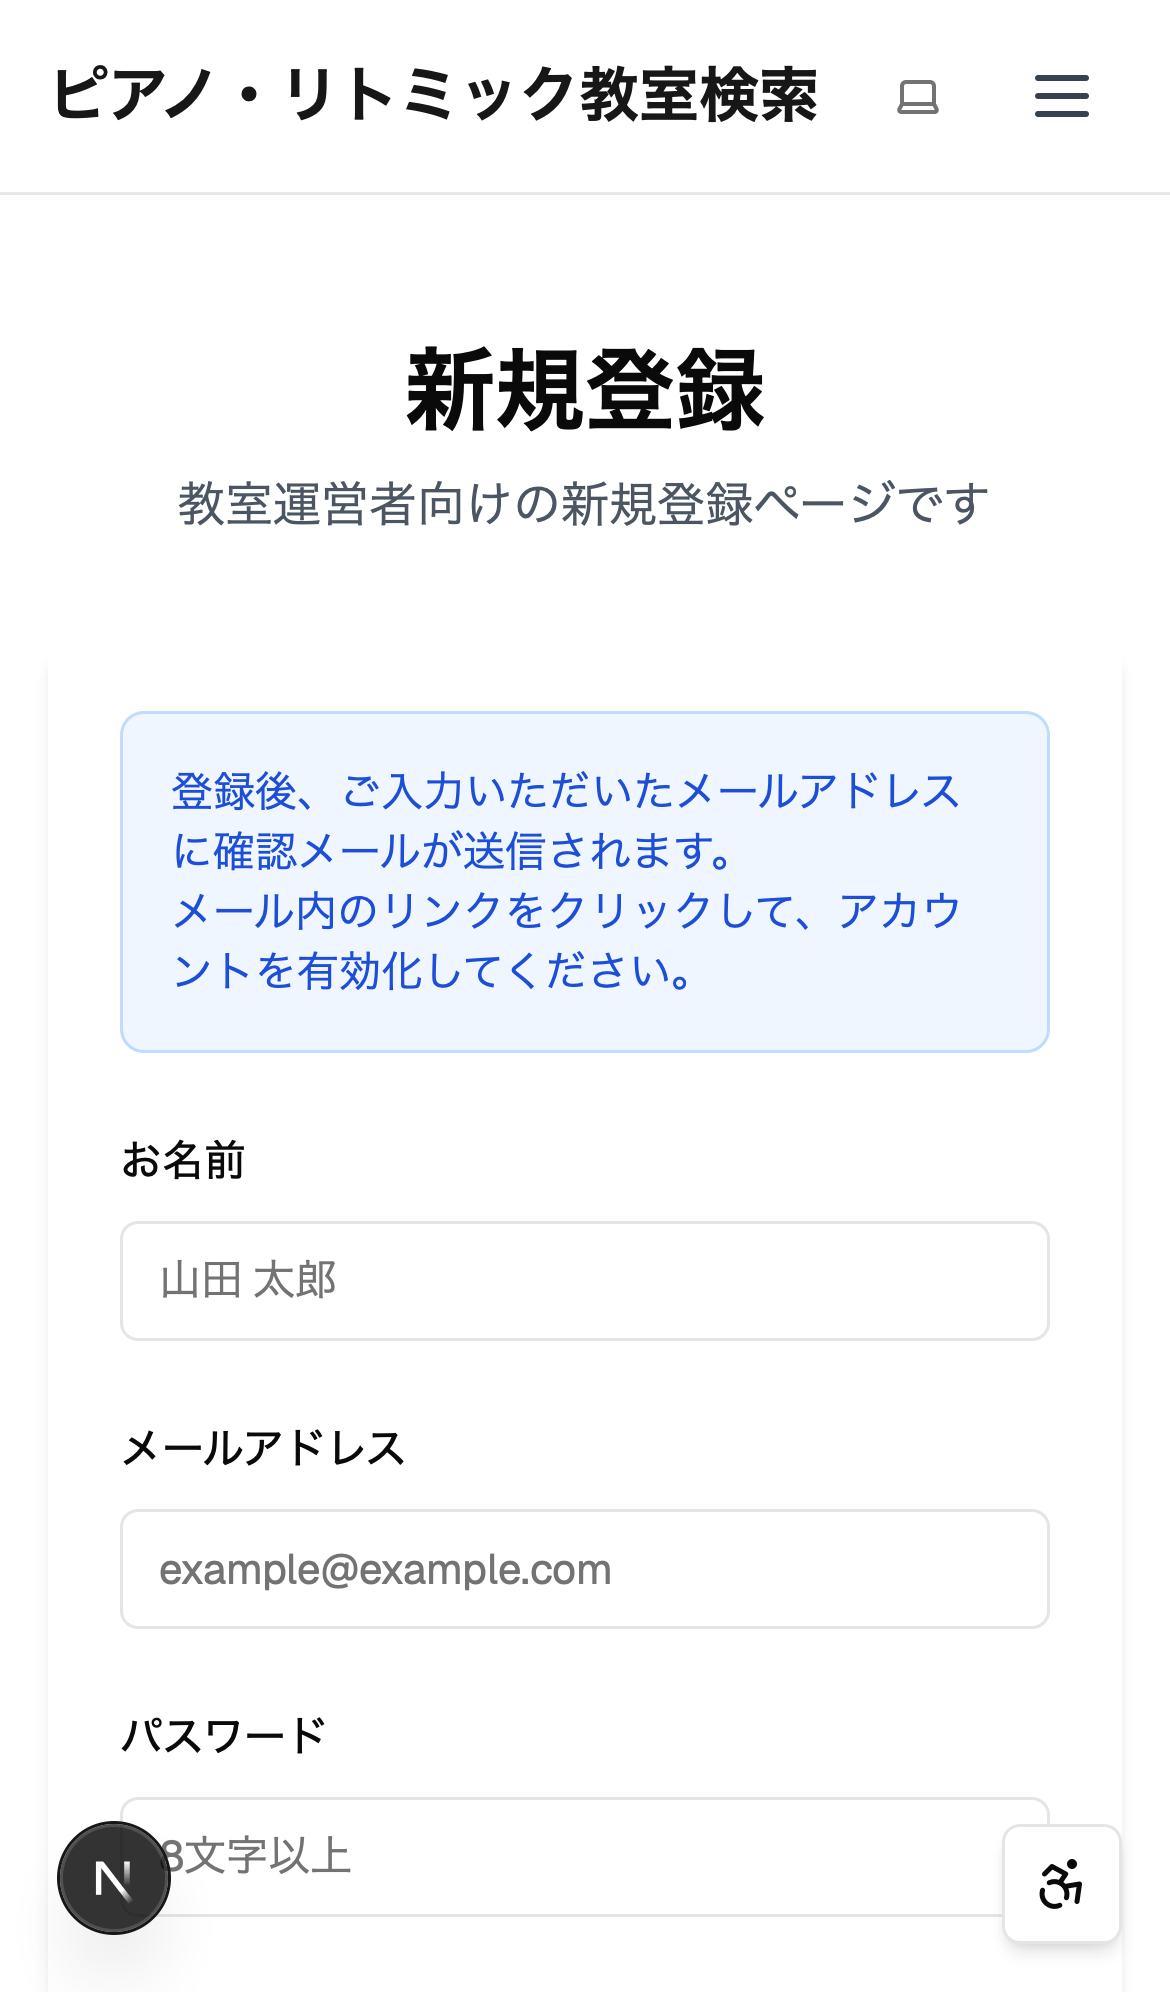 ピアノ・リトミック教室検索
新規登録
教室運営者向けの新規登録ページです
登録後、ご入力いただいたメールアドレス
に確認メールが送信されます。
メール内のリンクをクリックして、アカウ
ントを有効化してください。
お名前
山田 太郎
メールアドレス
example@example.com
パスワード
8文字以上
N